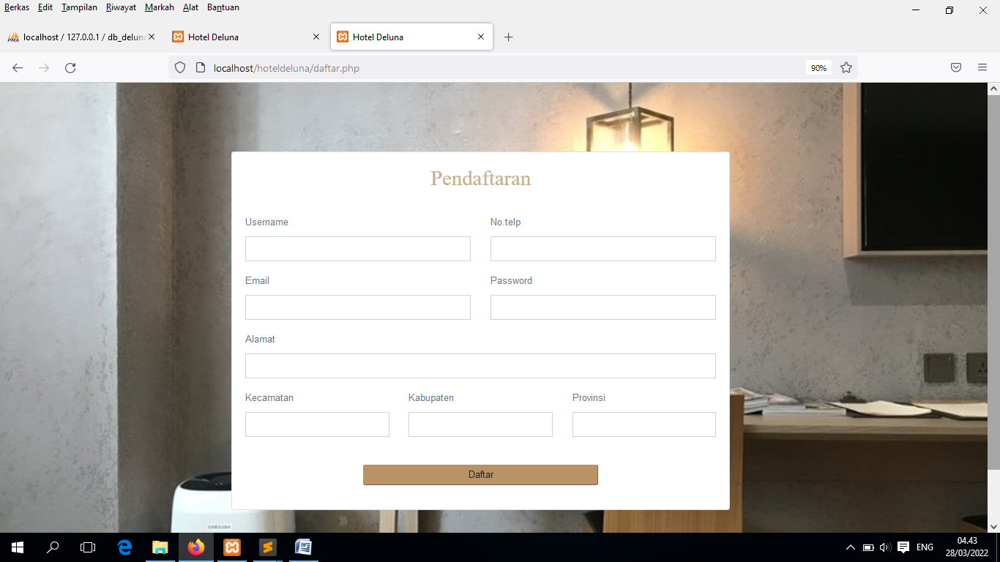 Berkas Edit Tampilan Riwayat Markah Alat Bantuan
PMA localhost / 127.0.0.1 / db_deluna Hotel Deluna Hotel Deluna
localhost/hoteldeluna/daftar.php 90%
Pendaftaran
Username No.telp
Email Password
Alamat
Kecamatan Kabupaten Provinsi
Daftar
SAMSUNG
ENG 04.43
28/03/2022